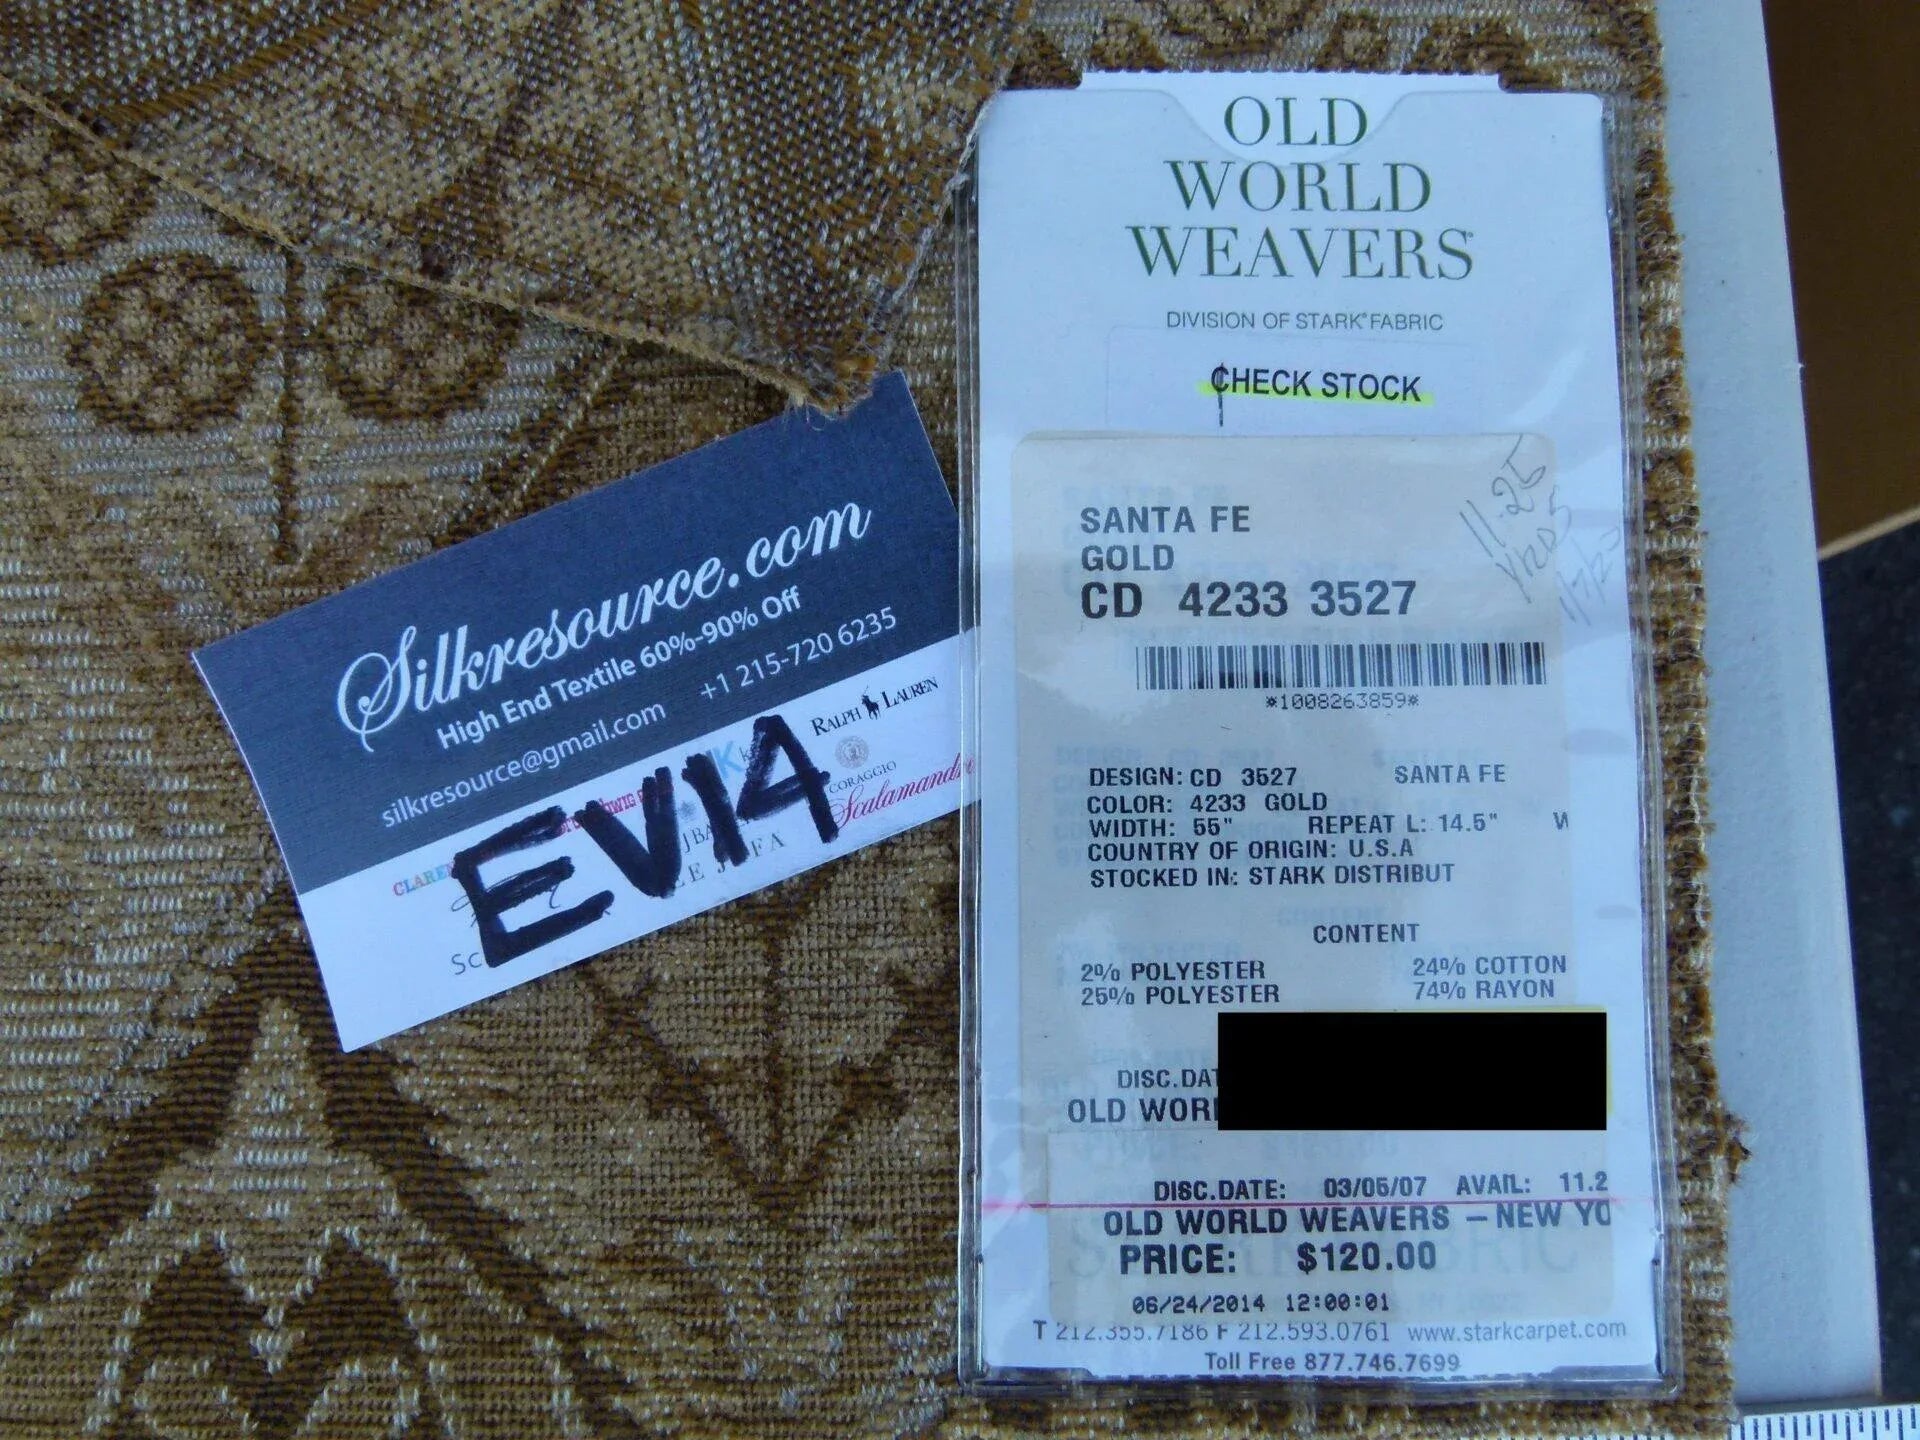 OLD
WORLD
WEAVERS
DIVISION OF STARK® FABRIC
CHECK STOCK
SANTA FE
GOLD
CD 4233 3527
11.25
YRDS
*1008263859*
DESIGN: CD 3527 SANTA FE
COLOR: 4233 GOLD
WIDTH: 55" REPEAT L: 14.5" W
COUNTRY OF ORIGIN: U.S.A
STOCKED IN: STARK DISTRIBUT
CONTENT
2% POLYESTER 24% COTTON
25% POLYESTER 74% RAYON
DISC.DAT
OLD WORL
DISC.DATE: 03/05/07 AVAIL: 11.2
OLD WORLD WEAVERS – NEW YO
PRICE: $120.00
06/24/2014 12:00:01
T 212.355.7186 F 212.593.0761 www.starkcarpet.com
Toll Free 877.746.7699
Silkresource.com
High End Textile 60%-90% Off
silkresource@gmail.com +1 215-720 6235
RALPH LAUREN
CORAGGIO
Scalamandre
EV14